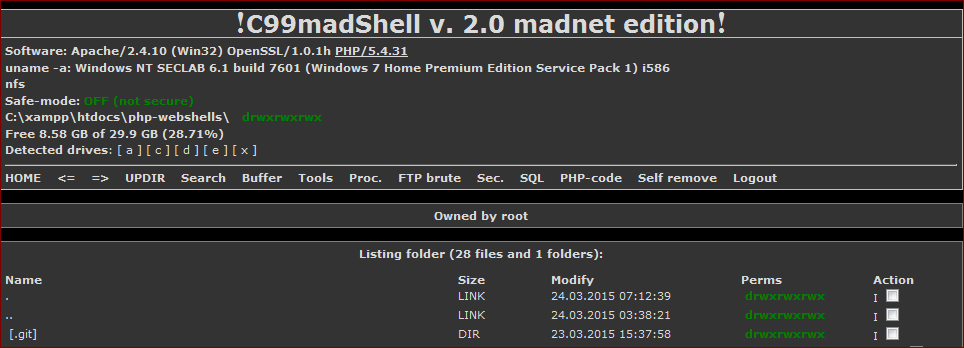 !C99madShell v. 2.0 madnet edition!
Software: Apache/2.4.10 (Win32) OpenSSL/1.0.1h PHP/5.4.31
uname -a: Windows NT SECLAB 6.1 build 7601 (Windows 7 Home Premium Edition Service Pack 1) i586
nfs
Safe-mode: OFF (not secure)
C:\xampp\htdocs\php-webshells\ drwxrwxrwx
Free 8.58 GB of 29.9 GB (28.71%)
Detected drives: [ a ] [ c ] [ d ] [ e ] [ x ]
HOME <= => UPDIR Search Buffer Tools Proc. FTP brute Sec. SQL PHP-code Self remove Logout
Owned by root
Listing folder (28 files and 1 folders):
Name Size Modify Perms Action
. LINK 24.03.2015 07:12:39 drwxrwxrwx I
.. LINK 24.03.2015 03:38:21 drwxrwxrwx I
[.git] DIR 23.03.2015 15:37:58 drwxrwxrwx I